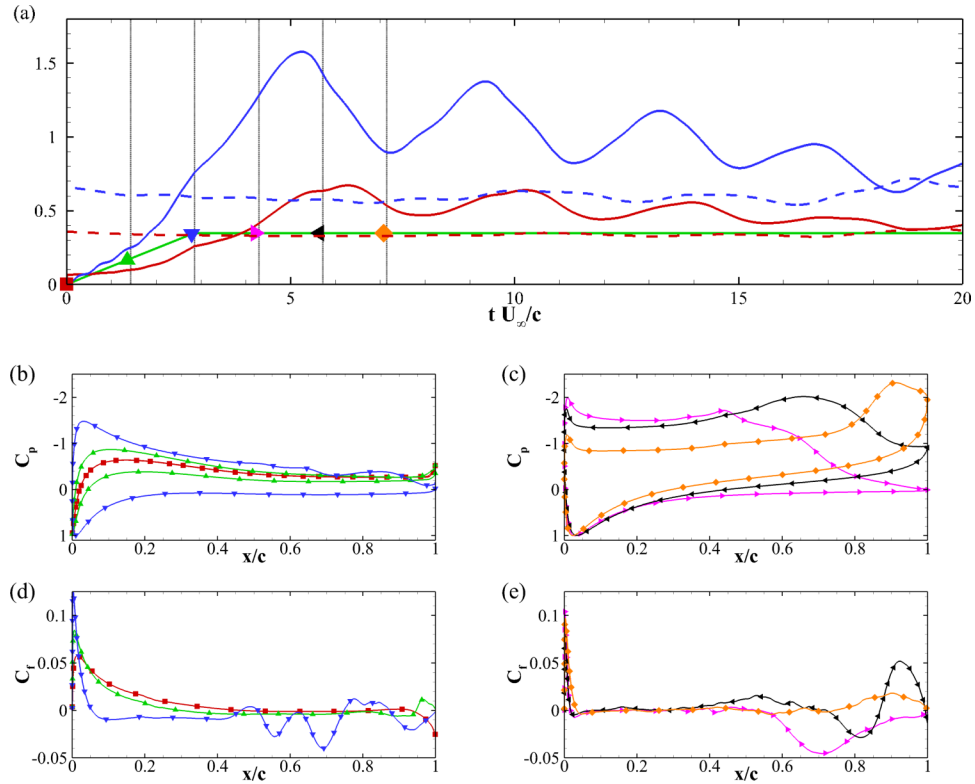 (a)
1.5
1
0.5
0
0 5 10 15 20
t U∞/c
(b) (c)
-2 -2
-1 -1
Cp Cp
0 0
1 1
0 0.2 0.4 0.6 0.8 1 0 0.2 0.4 0.6 0.8 1
x/c x/c
(d) (e)
0.1 0.1
0.05 0.05
Cf Cf
0 0
-0.05 -0.05
0 0.2 0.4 0.6 0.8 1 0 0.2 0.4 0.6 0.8 1
x/c x/c